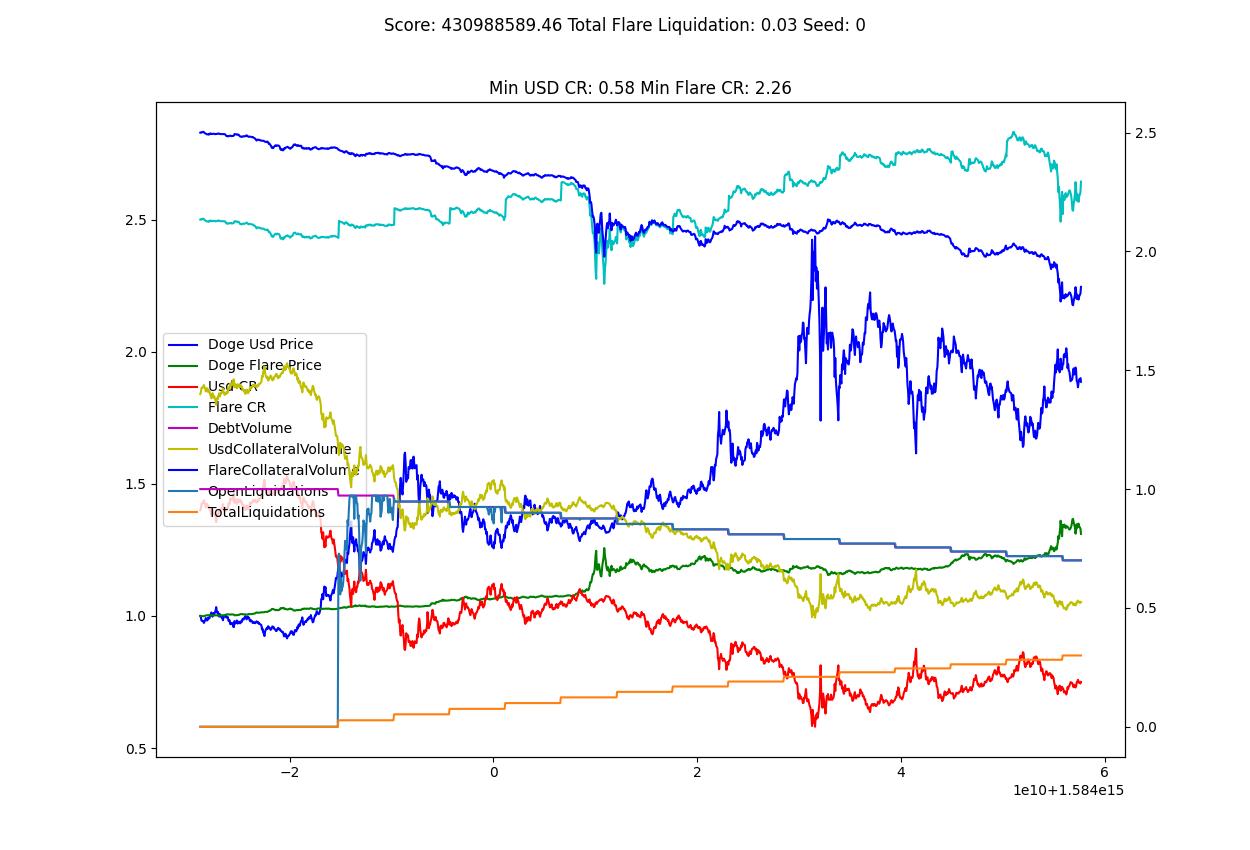 Score: 430988589.46 Total Flare Liquidation: 0.03 Seed: 0
Min USD CR: 0.58 Min Flare CR: 2.26
2.5
2.0
1.5
1.0
0.5
Doge Usd Price
Doge Flare Price
Usd CR
Flare CR
DebtVolume
UsdCollateralVolume
FlareCollateralVolume
OpenLiquidations
TotalLiquidations
2.5
2.0
1.5
1.0
0.5
0.0
−2
0
2
4
6
1e10+1.584e15